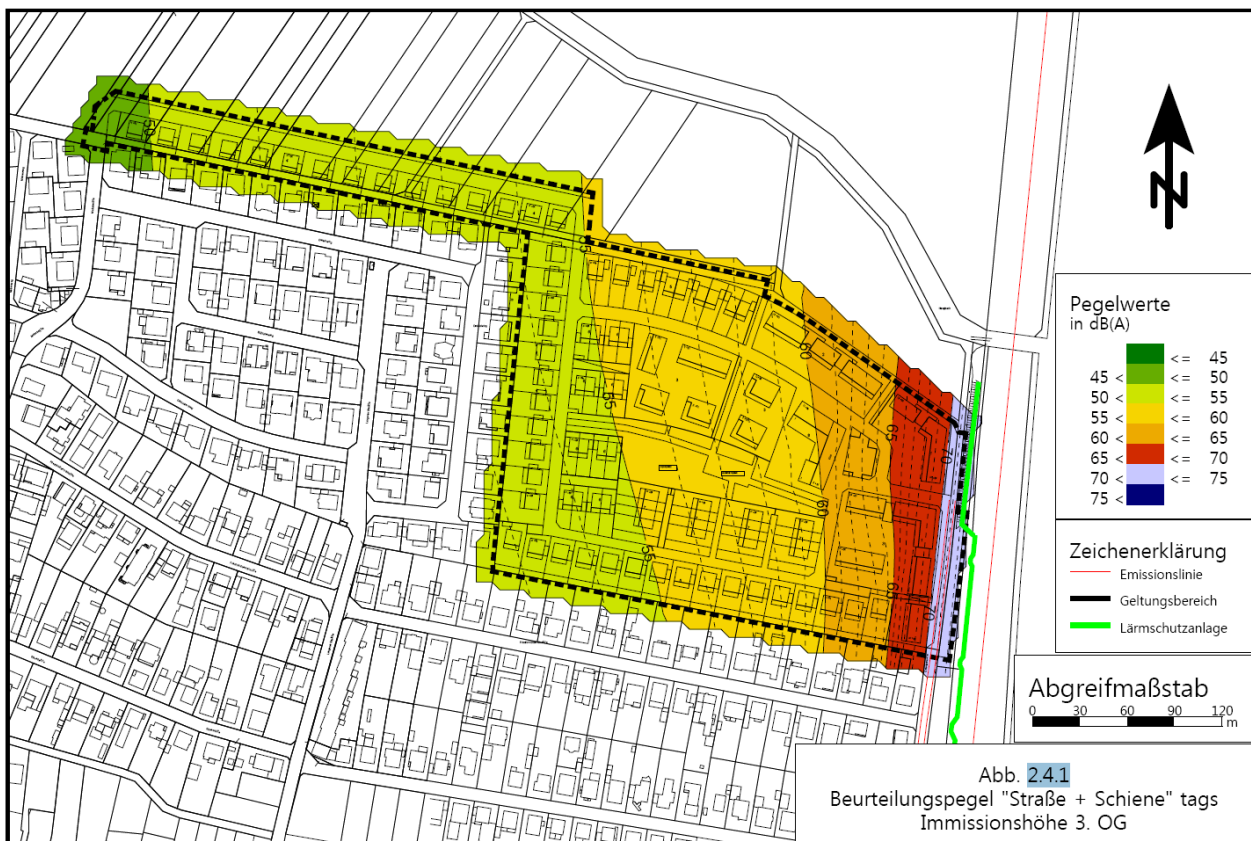 50
55
60
55
65
70
60
55
65
70
N
Pegelwerte
in dB(A)
<= 45
45 < <= 50
50 < <= 55
55 < <= 60
60 < <= 65
65 < <= 70
70 < <= 75
75 <
Zeichenerklärung
Emissionslinie
Geltungsbereich
Lärmschutzanlage
Abgreifmaßstab
0 30 60 90 120
m
Abb. 2.4.1
Beurteilungspegel "Straße + Schiene" tags
Immissionshöhe 3. OG